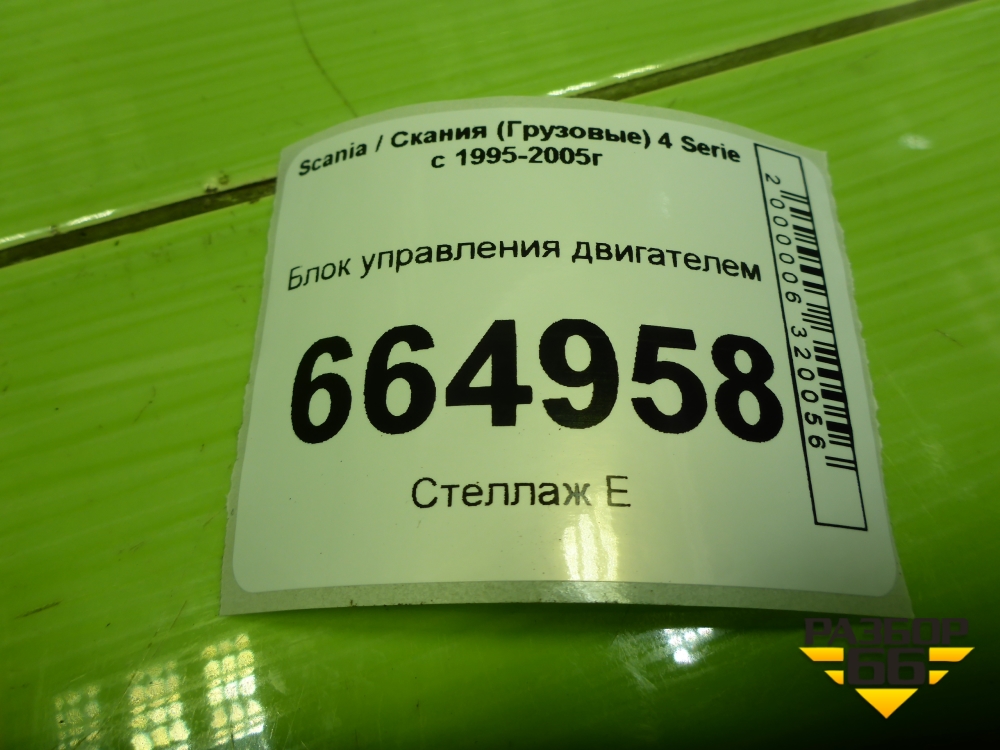 Scania / Скания (Грузовые) 4 Serie
с 1995-2005г
Блок управления двигателем
664958
Стеллаж Е
2000006320056
РАЗБОР
66